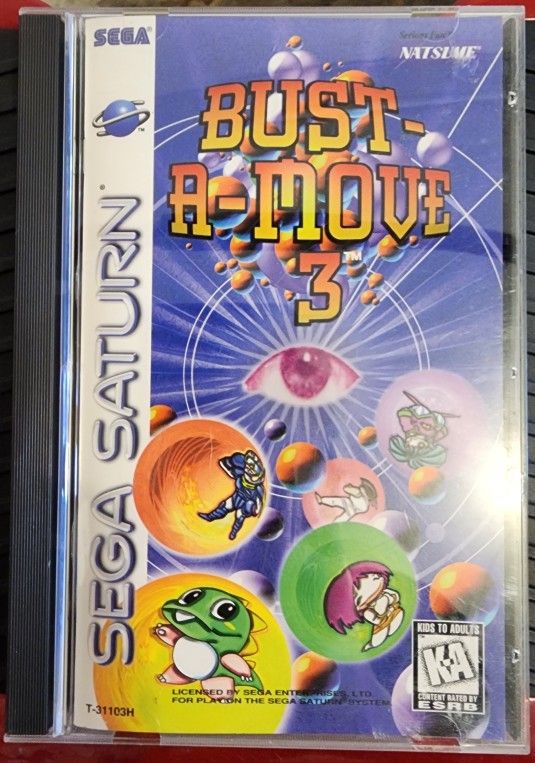 SEGA
Serious Fun™
NATSUME®
BUST-
A-MOVE
3™
SEGA SATURN®
KIDS TO ADULTS
K-A
CONTENT RATED BY
ESRB
LICENSED BY SEGA ENTERPRISES, LTD.
FOR PLAY ON THE SEGA SATURN™ SYSTEM.
T-31103H